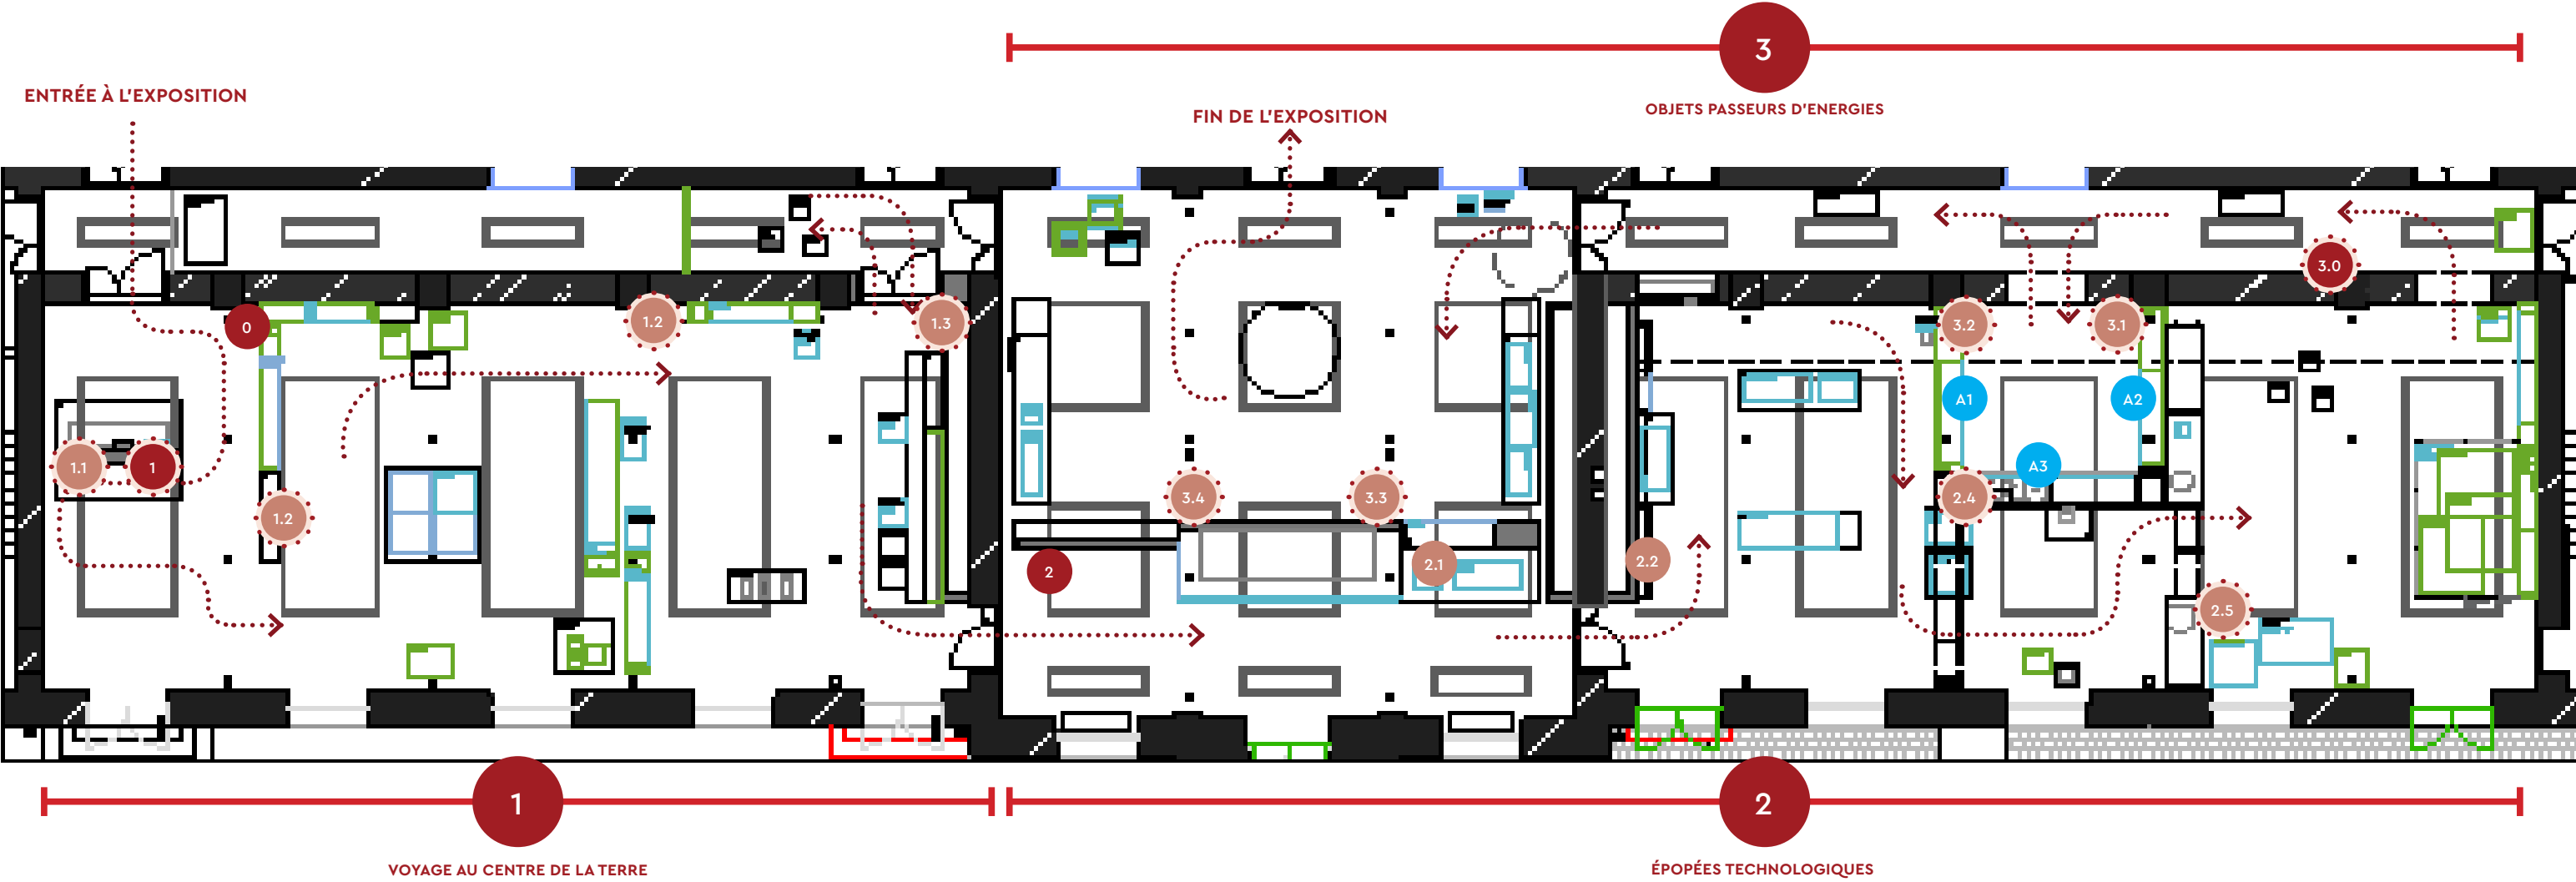 3
ENTRÉE À L'EXPOSITION
FIN DE L'EXPOSITION
OBJETS PASSEURS D'ENERGIES
3.0
0
1.2
1.3
3.2
3.1
A1
A2
1.1
1
A3
1.2
3.4
3.3
2.4
2
2.1
2.2
2.5
1
2
VOYAGE AU CENTRE DE LA TERRE
ÉPOPÉES TECHNOLOGIQUES